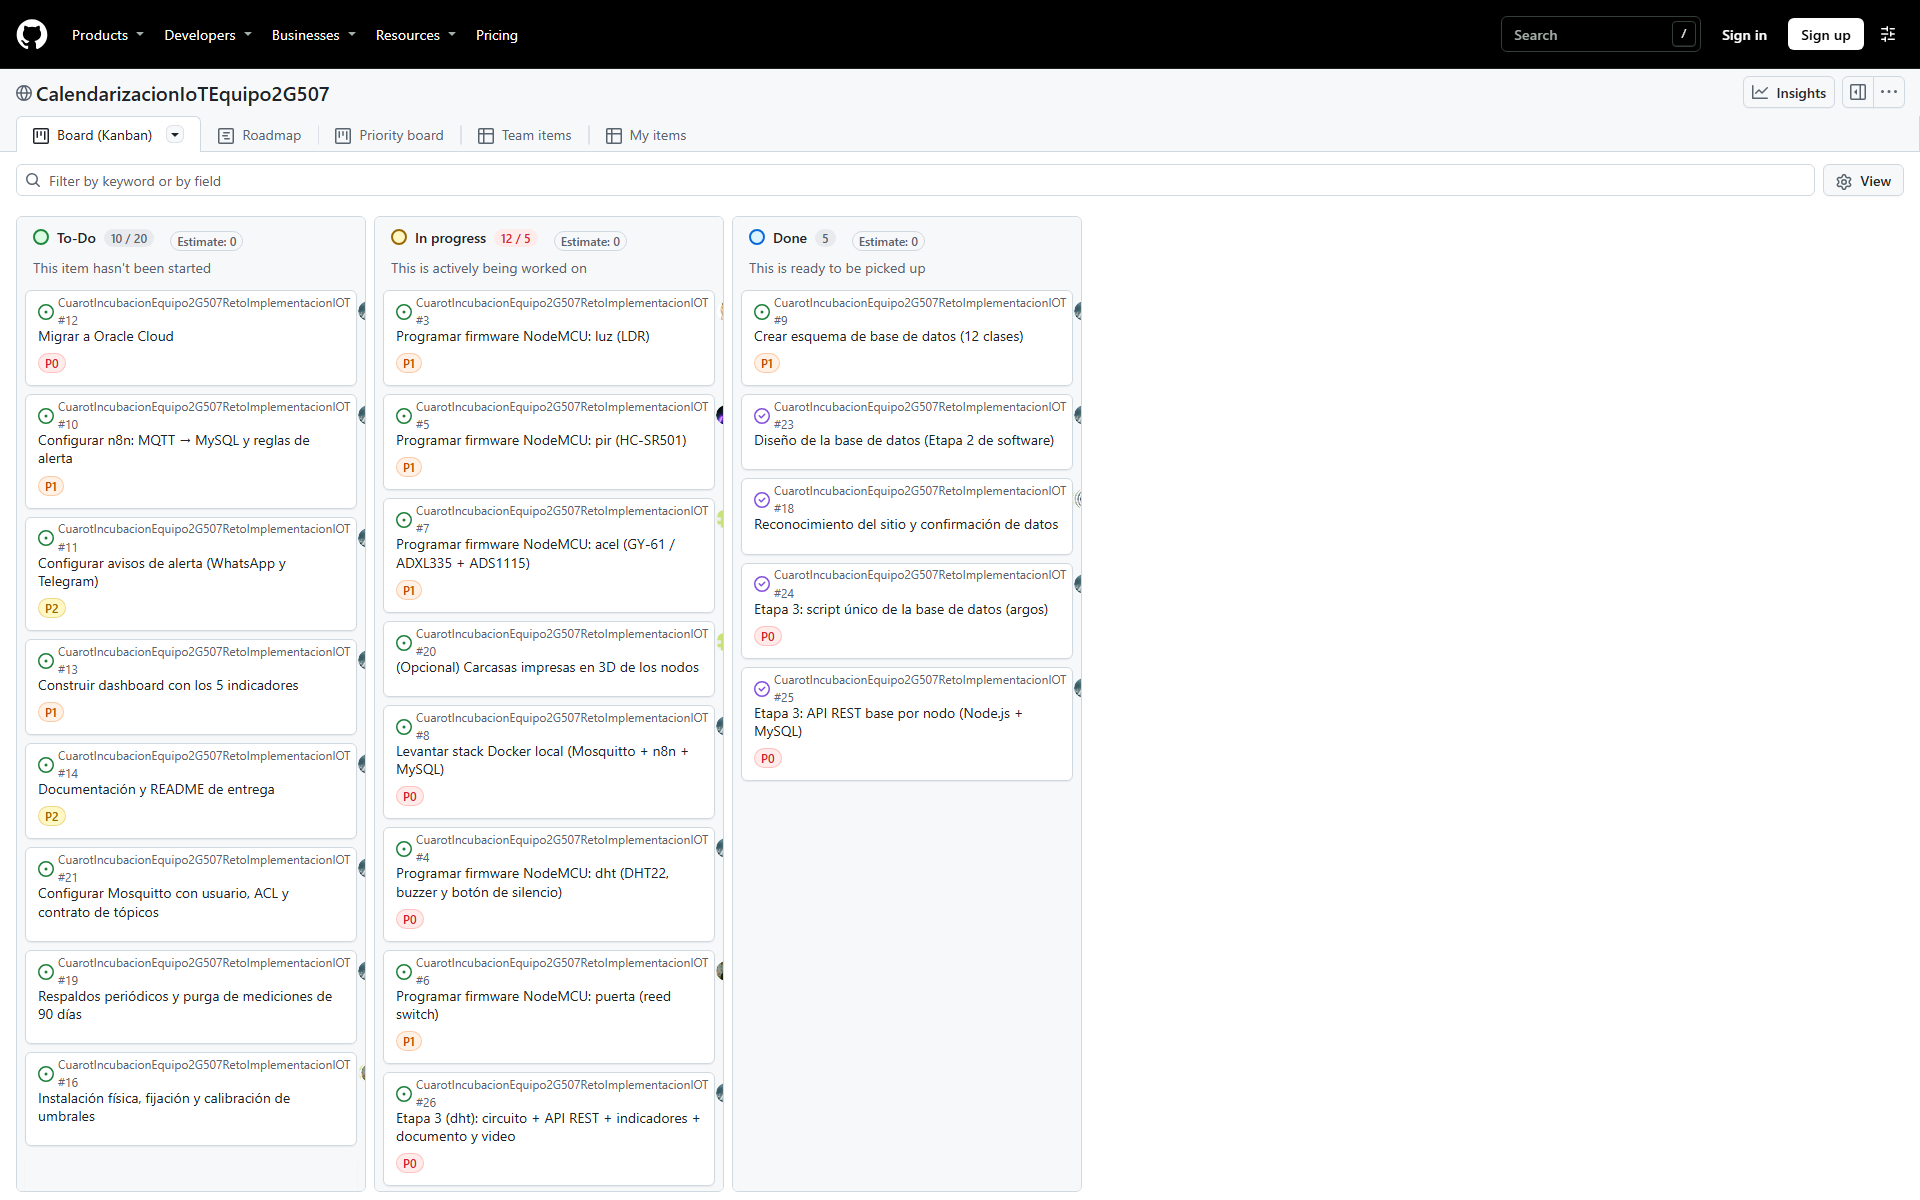 Products
Developers
Businesses
Resources
Pricing
Search
/
Sign in
Sign up
CalendarizacionIoTEquipo2G507
Insights
Board (Kanban)
Roadmap
Priority board
Team items
My items
Filter by keyword or by field
View
To-Do
10 / 20
Estimate: 0
This item hasn't been started
CuarotIncubacionEquipo2G507RetoImplementacionIOT
#12
Migrar a Oracle Cloud
P0
CuarotIncubacionEquipo2G507RetoImplementacionIOT
#10
Configurar n8n: MQTT → MySQL y reglas de
alerta
P1
CuarotIncubacionEquipo2G507RetoImplementacionIOT
#11
Configurar avisos de alerta (WhatsApp y
Telegram)
P2
CuarotIncubacionEquipo2G507RetoImplementacionIOT
#13
Construir dashboard con los 5 indicadores
P1
CuarotIncubacionEquipo2G507RetoImplementacionIOT
#14
Documentación y README de entrega
P2
CuarotIncubacionEquipo2G507RetoImplementacionIOT
#21
Configurar Mosquitto con usuario, ACL y
contrato de tópicos
CuarotIncubacionEquipo2G507RetoImplementacionIOT
#19
Respaldos periódicos y purga de mediciones de
90 días
CuarotIncubacionEquipo2G507RetoImplementacionIOT
#16
Instalación física, fijación y calibración de
umbrales
In progress
12 / 5
Estimate: 0
This is actively being worked on
CuarotIncubacionEquipo2G507RetoImplementacionIOT
#3
Programar firmware NodeMCU: luz (LDR)
P1
CuarotIncubacionEquipo2G507RetoImplementacionIOT
#5
Programar firmware NodeMCU: pir (HC-SR501)
P1
CuarotIncubacionEquipo2G507RetoImplementacionIOT
#7
Programar firmware NodeMCU: acel (GY-61 /
ADXL335 + ADS1115)
P1
CuarotIncubacionEquipo2G507RetoImplementacionIOT
#20
(Opcional) Carcasas impresas en 3D de los nodos
CuarotIncubacionEquipo2G507RetoImplementacionIOT
#8
Levantar stack Docker local (Mosquitto + n8n +
MySQL)
P0
CuarotIncubacionEquipo2G507RetoImplementacionIOT
#4
Programar firmware NodeMCU: dht (DHT22,
buzzer y botón de silencio)
P0
CuarotIncubacionEquipo2G507RetoImplementacionIOT
#6
Programar firmware NodeMCU: puerta (reed
switch)
P1
CuarotIncubacionEquipo2G507RetoImplementacionIOT
#26
Etapa 3 (dht): circuito + API REST + indicadores +
documento y video
P0
Done
5
Estimate: 0
This is ready to be picked up
CuarotIncubacionEquipo2G507RetoImplementacionIOT
#9
Crear esquema de base de datos (12 clases)
P1
CuarotIncubacionEquipo2G507RetoImplementacionIOT
#23
Diseño de la base de datos (Etapa 2 de software)
CuarotIncubacionEquipo2G507RetoImplementacionIOT
#18
Reconocimiento del sitio y confirmación de datos
CuarotIncubacionEquipo2G507RetoImplementacionIOT
#24
Etapa 3: script único de la base de datos (argos)
P0
CuarotIncubacionEquipo2G507RetoImplementacionIOT
#25
Etapa 3: API REST base por nodo (Node.js +
MySQL)
P0